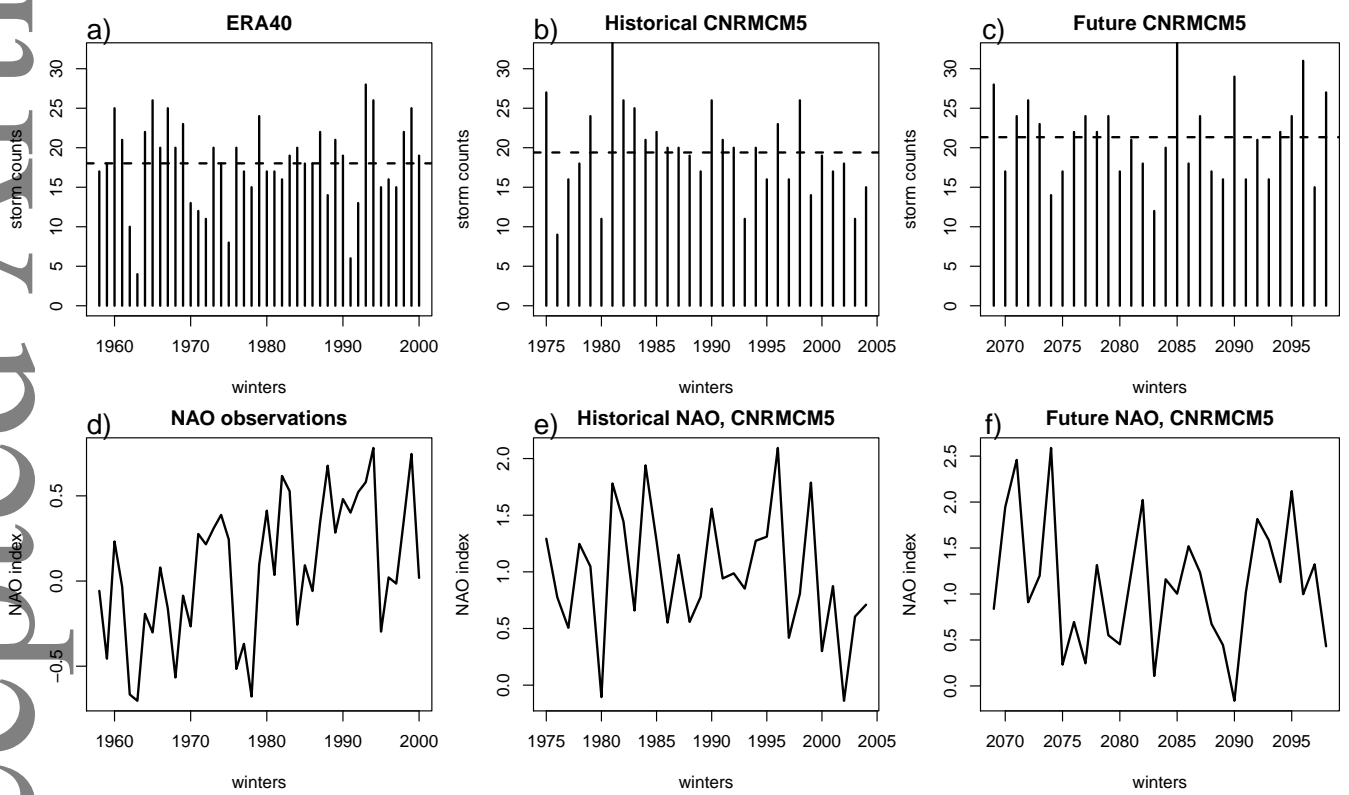 a) ERA40
storm counts
0 5 10 15 20 25 30
1960 1970 1980 1990 2000
winters
b) Historical CNRMCM5
storm counts
0 5 10 15 20 25 30
1975 1980 1985 1990 1995 2000 2005
winters
c) Future CNRMCM5
storm counts
0 5 10 15 20 25 30
2070 2075 2080 2085 2090 2095
winters
d) NAO observations
NAO index
−0.5 0.0 0.5
1960 1970 1980 1990 2000
winters
e) Historical NAO, CNRMCM5
NAO index
0.0 0.5 1.0 1.5 2.0
1975 1980 1985 1990 1995 2000 2005
winters
f) Future NAO, CNRMCM5
NAO index
0.0 0.5 1.0 1.5 2.0 2.5
2070 2075 2080 2085 2090 2095
winters